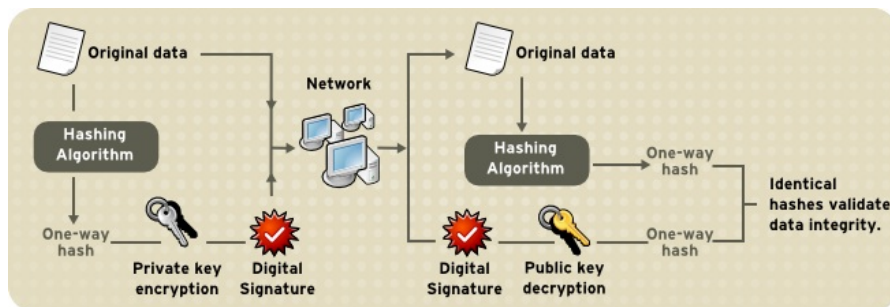 Original data
Hashing
Algorithm
One-way
hash
Private key
encryption
Digital
Signature
Network
Original data
Hashing
Algorithm
One-way
hash
Digital
Signature
Public key
decryption
One-way
hash
Identical
hashes validate
data integrity.